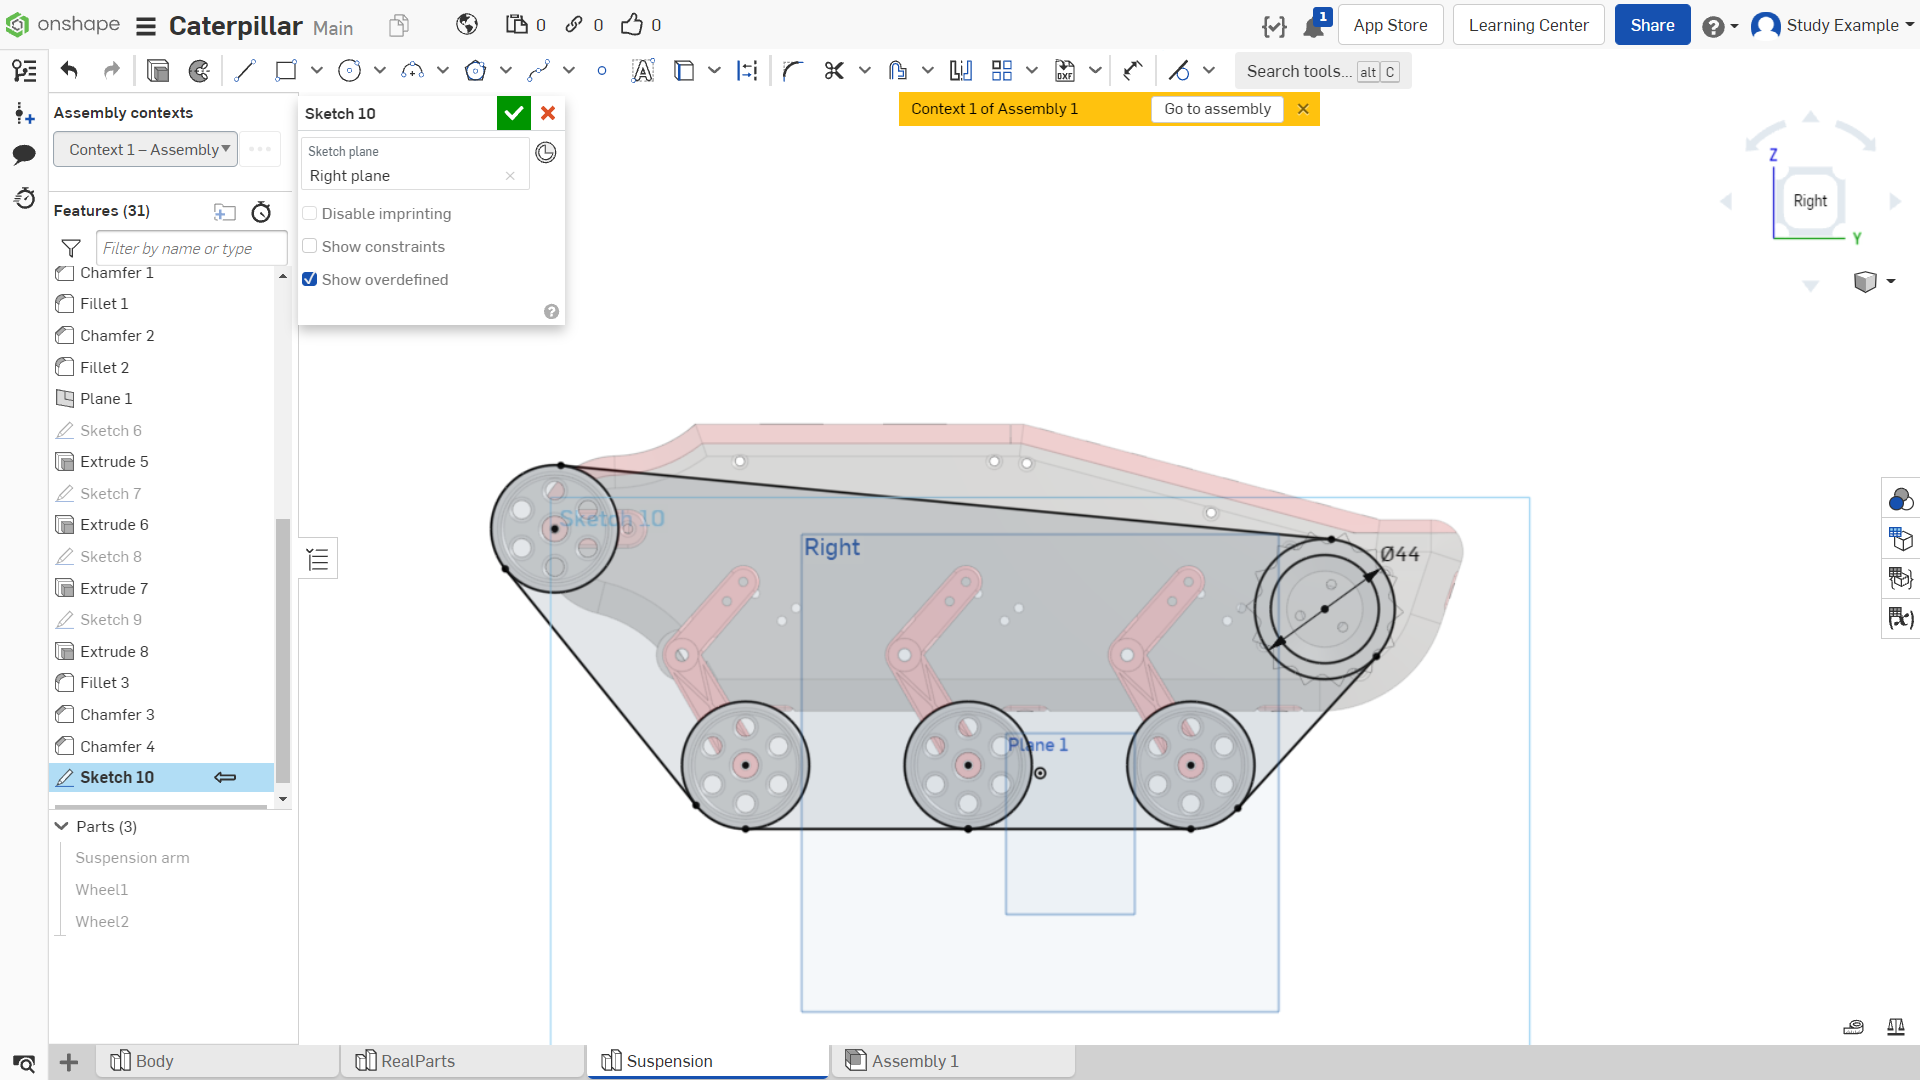 onshape
Caterpillar Main
0
0
0
1
App Store
Learning Center
Share
Study Example
Search tools... alt C
Assembly contexts
Context 1 – Assembly
Features (31)
Filter by name or type
Chamfer 1
Fillet 1
Chamfer 2
Fillet 2
Plane 1
Sketch 6
Extrude 5
Sketch 7
Extrude 6
Sketch 8
Extrude 7
Sketch 9
Extrude 8
Fillet 3
Chamfer 3
Chamfer 4
Sketch 10
Parts (3)
Suspension arm
Wheel1
Wheel2
Sketch 10
Sketch plane
Right plane
Disable imprinting
Show constraints
Show overdefined
Context 1 of Assembly 1
Go to assembly
Z
Right
Y
Sketch 10
Right
Ø44
Plane 1
Body
RealParts
Suspension
Assembly 1